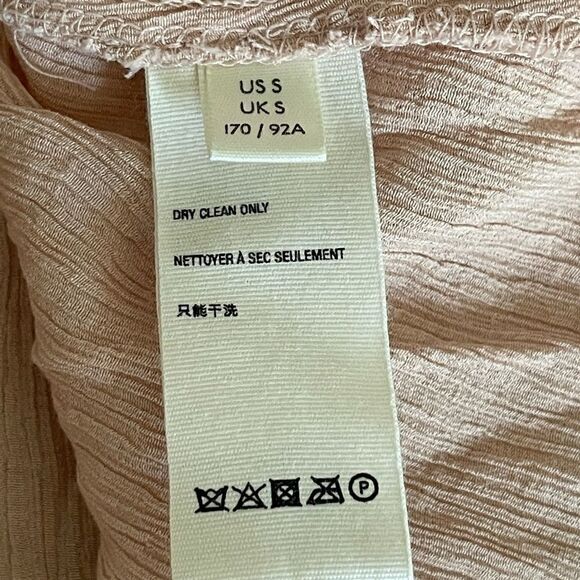 US S
UK S
170 / 92A
DRY CLEAN ONLY
NETTOYER À SEC SEULEMENT
只能干洗
P